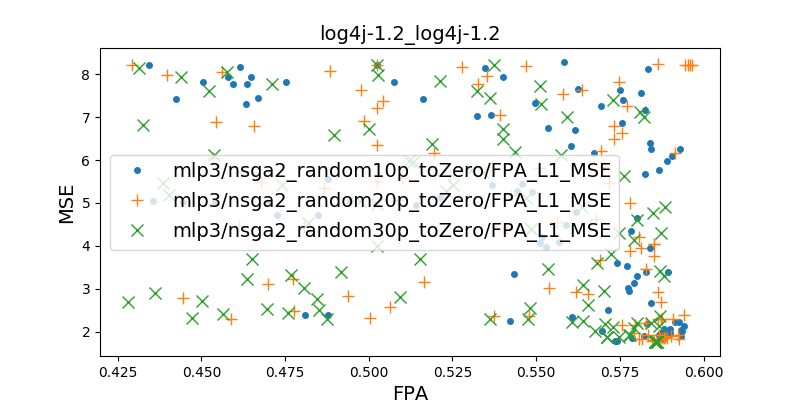 log4j-1.2_log4j-1.2
MSE
8
7
6
5
4
3
2
mlp3/nsga2_random10p_toZero/FPA_L1_MSE
mlp3/nsga2_random20p_toZero/FPA_L1_MSE
mlp3/nsga2_random30p_toZero/FPA_L1_MSE
0.425 0.450 0.475 0.500 0.525 0.550 0.575 0.600
FPA